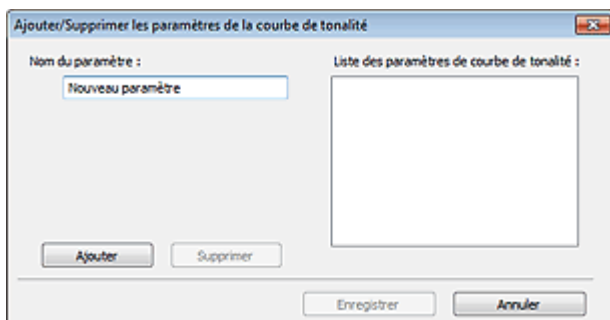 Ajouter/Supprimer les paramètres de la courbe de tonalité
Nom du paramètre :
Liste des paramètres de courbe de tonalité :
Nouveau paramètre
Ajouter
Supprimer
Enregistrer
Annuler